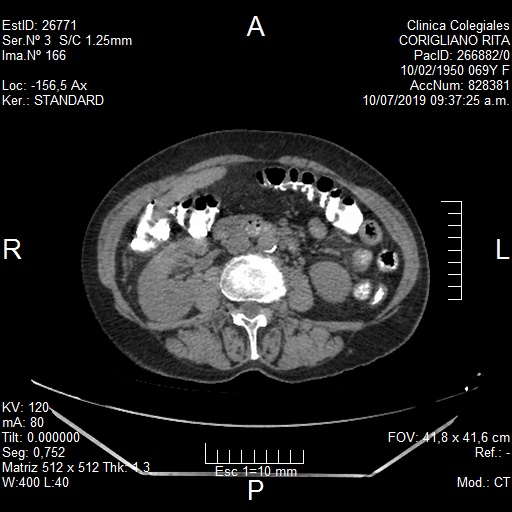 EstID: 26771
Ser.Nº 3 S/C 1.25mm
Ima.Nº 166
Loc: -156,5 Ax
Ker.: STANDARD
A
Clinica Colegiales
CORIGLIANO RITA
PacID: 266882/0
10/02/1950 069Y F
AccNum: 828381
10/07/2019 09:37:25 a.m.
R
L
KV: 120
mA: 80
Tilt: 0.000000
Seg: 0,752
Matriz 512 x 512 Thk: 1.3
W:400 L:40
Esc 1=10 mm
P
FOV: 41,8 x 41,6 cm
Ref.: -
Mod.: CT